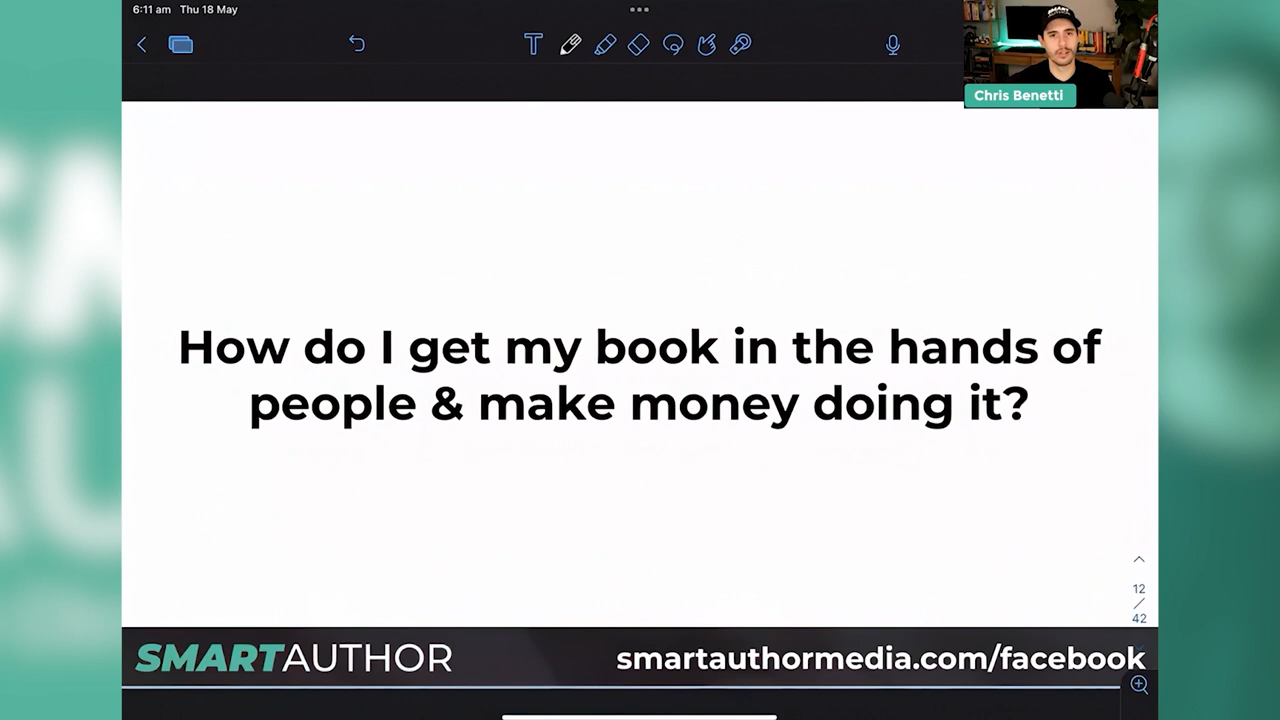 6:11 am Thu 18 May
SMART
Chris Benetti
How do I get my book in the hands of
people & make money doing it?
12
/
42
SMARTAUTHOR
smartauthormedia.com/facebook